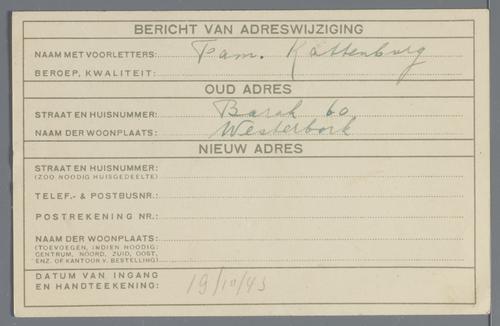 BERICHT VAN ADRESWIJZIGING
NAAM MET VOORLETTERS: Fam. Kattenburg
BEROEP, KWALITEIT:
OUD ADRES
STRAAT EN HUISNUMMER: Barak 60
NAAM DER WOONPLAATS: Westerbork
NIEUW ADRES
STRAAT EN HUISNUMMER:
(ZOO NOODIG HUISGEDEELTE)
TELEF.- & POSTBUSNR.:
POSTREKENING NR.:
NAAM DER WOONPLAATS:
(TOEVOEGEN, INDIEN NOODIG:
CENTRUM, NOORD, ZUID, OOST,
ENZ. OF KANTOOR V. BESTELLING)
DATUM VAN INGANG
EN HANDTEEKENING: 19/10/43